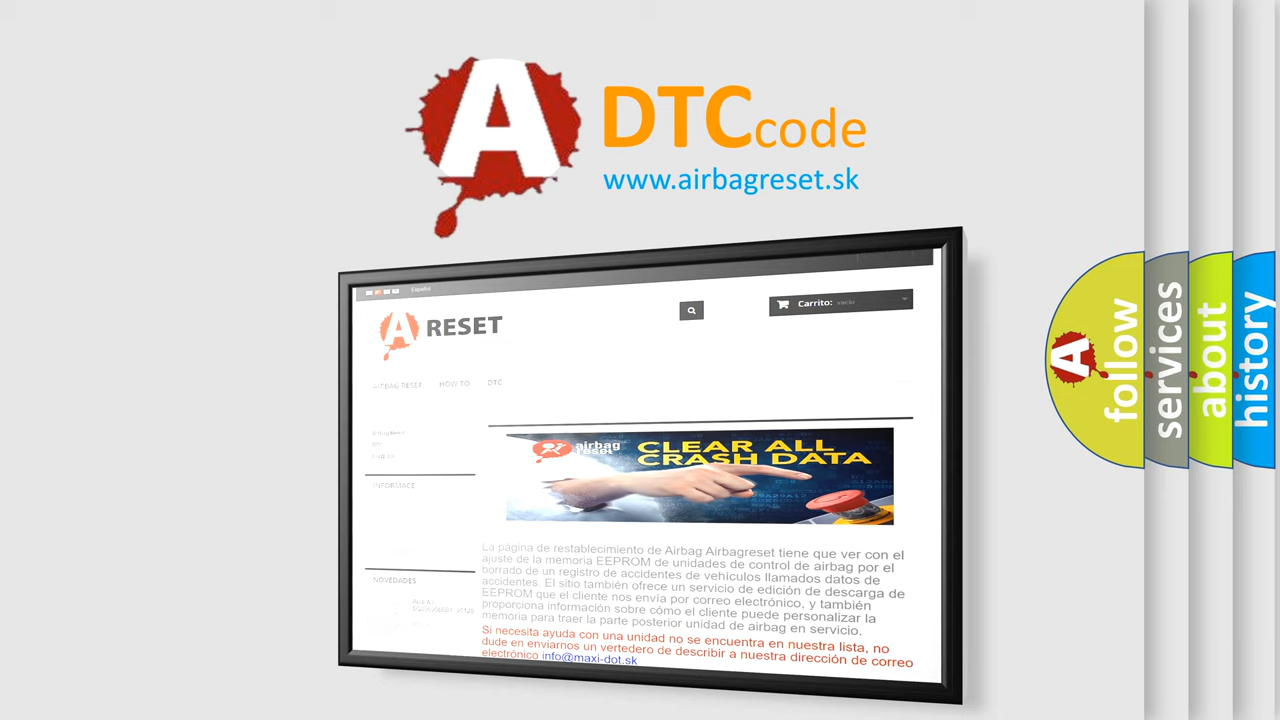 A
DTCcode
www.airbagreset.sk
Español
Carrito: vacío
A RESET
AIRBAG RESET HOW TO DTC
INFORMACE
NOVEDADES
airbag
reset
CLEAR ALL
CRASH DATA
La página de restablecimiento de Airbag Airbagreset tiene que ver con el
ajuste de la memoria EEPROM de unidades de control de airbag por el
borrado de un registro de accidentes de vehículos llamados datos de
accidentes. El sitio también ofrece un servicio de edición de descarga de
EEPROM que el cliente nos envía por correo electrónico, y también
proporciona información sobre cómo el cliente puede personalizar la
memoria para traer la parte posterior unidad de airbag en servicio.
Si necesita ayuda con una unidad no se encuentra en nuestra lista, no
dude en enviarnos un vertedero de describir a nuestra dirección de correo
electrónico info@maxi-dot.sk
A
follow
services
about
history